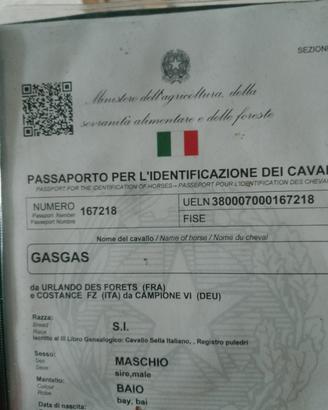 SEZIONE
Ministero dell'agricoltura, della
sovranità alimentare e delle foreste
PASSAPORTO PER L'IDENTIFICAZIONE DEI CAVAL
PASSPORT FOR THE IDENTIFICATION OF HORSES – PASSEPORT POUR L'IDENTIFICATION DES CHEVA
NUMERO 167218
Passport Number
Passeport Nombre
UELN 380007000167218
FISE
Nome del cavallo / Name of horse / Nom du cheval
GASGAS
da URLANDO DES FORETS (FRA)
e COSTANCE FZ (ITA) da CAMPIONE VI (DEU)
Razza:
Breed
Race
S.I.
Iscritto al III Libro Genealogico: Cavallo Sella Italiano, , Registro puledri
Sesso:
Sex
Sexe
MASCHIO
sire,male
Mantello:
Colour
Robe
BAIO
bay, bai
Data di nascita: